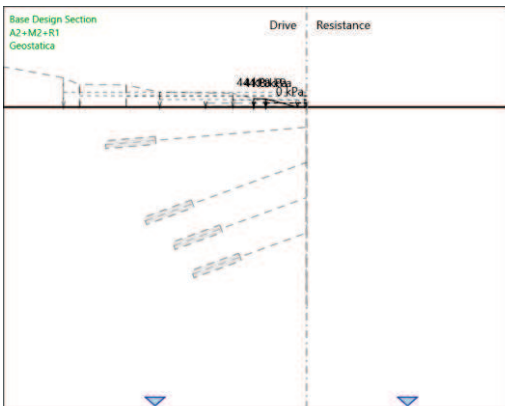 Base Design Section
A2+M2+R1
Geostatica
Drive
Resistance
0 kPa